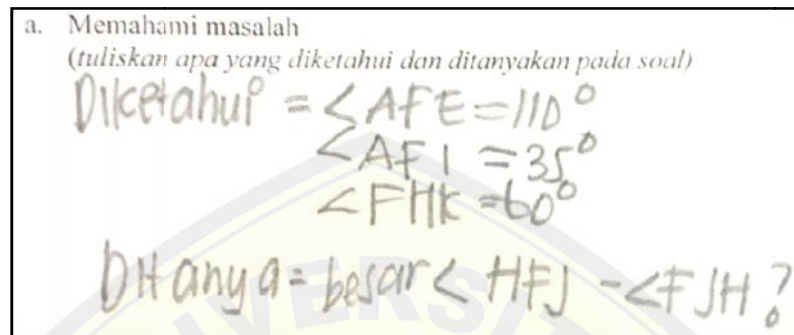 a. Memahami masalah
(tuliskan apa yang diketahui dan ditanyakan pada soal)
Diketahui = <AFE = 110°
<AFI = 35°
<FHK = 60°
Ditanya = besar < HFJ - <FJH?